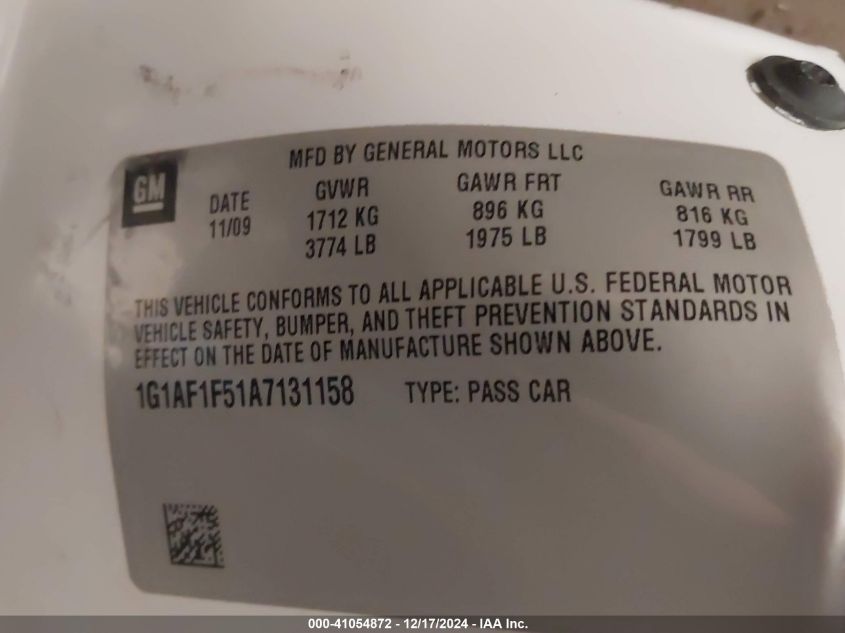 MFD BY GENERAL MOTORS LLC
GM
DATE GVWR GAWR FRT GAWR RR
11/09 1712 KG 896 KG 816 KG
3774 LB 1975 LB 1799 LB
THIS VEHICLE CONFORMS TO ALL APPLICABLE U.S. FEDERAL MOTOR
VEHICLE SAFETY, BUMPER, AND THEFT PREVENTION STANDARDS IN
EFFECT ON THE DATE OF MANUFACTURE SHOWN ABOVE.
1G1AF1F51A7131158 TYPE: PASS CAR
000-41054872 - 12/17/2024 - IAA Inc.